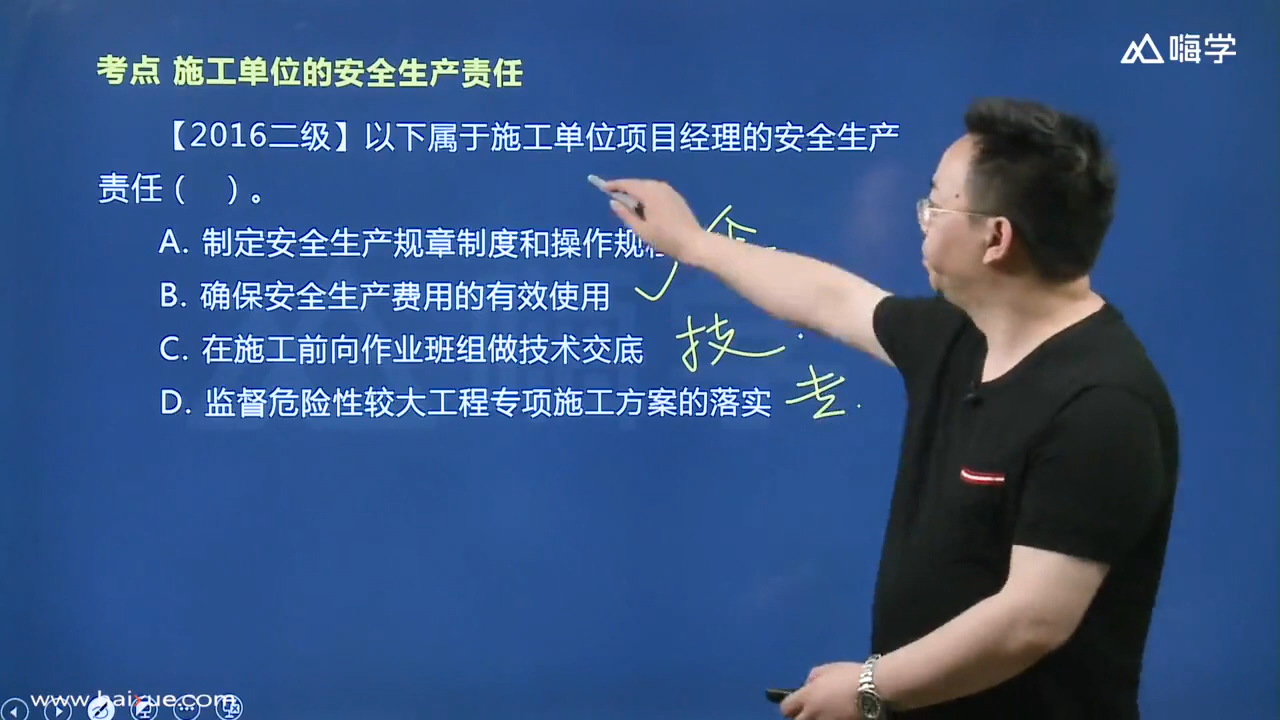 嗨学
考点 施工单位的安全生产责任
【2016二级】以下属于施工单位项目经理的安全生产
责任（ ）。
A. 制定安全生产规章制度和操作规
企
B. 确保安全生产费用的有效使用
C. 在施工前向作业班组做技术交底 技
D. 监督危险性较大工程专项施工方案的落实 专
www.haixue.com